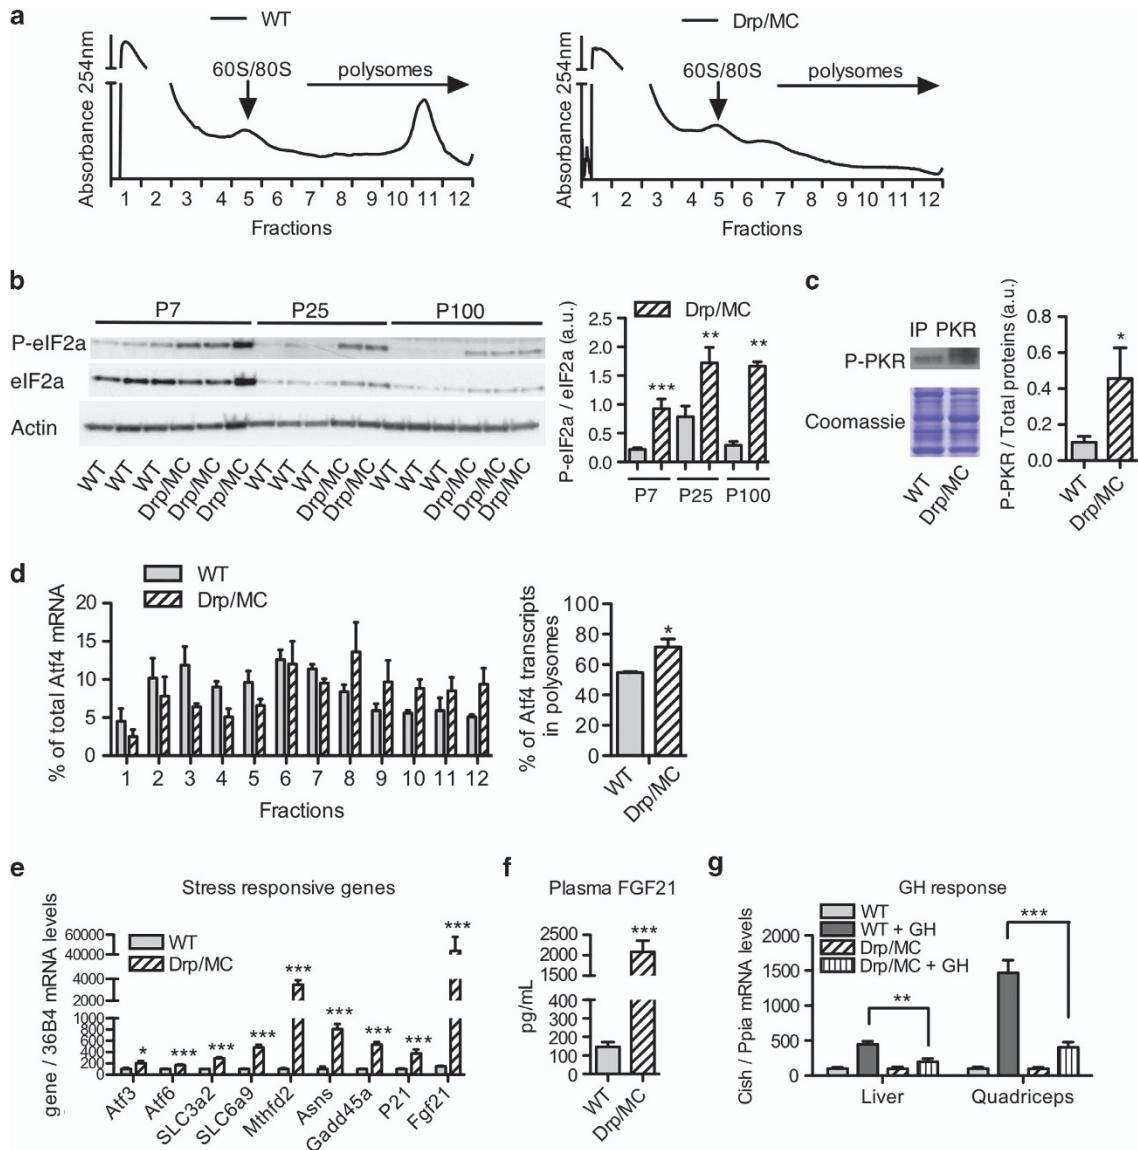 a
WT
Drp/MC
Absorbance 254nm
60S/80S
polysomes
1 2 3 4 5 6 7 8 9 10 11 12
Fractions
Absorbance 254nm
60S/80S
polysomes
1 2 3 4 5 6 7 8 9 10 11 12
Fractions
b
P7 P25 P100
P-eIF2a
eIF2a
Actin
WT WT WT Drp/MC Drp/MC Drp/MC WT WT WT Drp/MC Drp/MC WT WT Drp/MC Drp/MC Drp/MC
P-eIF2a / eIF2a (a.u.)
Drp/MC
2.5
2.0
1.5
1.0
0.5
0.0
*** ** **
P7 P25 P100
c
IP PKR
P-PKR
Coomassie
WT Drp/MC
P-PKR / Total proteins (a.u.)
0.8
0.6
0.4
0.2
0.0
*
WT Drp/MC
d
WT
Drp/MC
% of total Atf4 mRNA
20
15
10
5
0
1 2 3 4 5 6 7 8 9 10 11 12
Fractions
% of Atf4 transcripts
in polysomes
100
80
60
40
20
0
*
WT Drp/MC
e
Stress responsive genes
gene / 36B4 mRNA levels
WT
Drp/MC
60000
40000
4000
2000
1000
800
600
400
200
0
* *** *** *** *** *** *** *** ***
Atf3 Atf6 SLC3a2 SLC6a9 Mthfd2 Asns Gadd45a P21 Fgf21
f
Plasma FGF21
pg/mL
2500
2000
1500
1000
400
300
200
100
0
***
WT Drp/MC
g
GH response
WT
WT + GH
Drp/MC
Drp/MC + GH
Cish / Ppia mRNA levels
2000
1500
1000
500
0
** ***
Liver Quadriceps